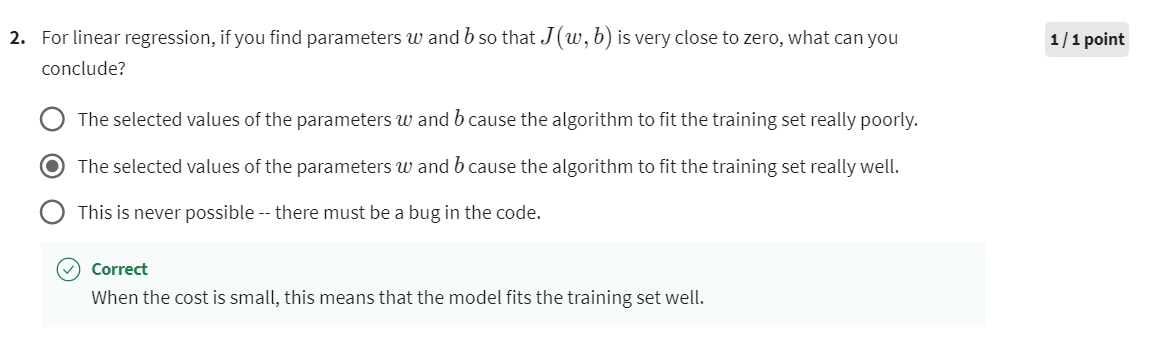 2. For linear regression, if you find parameters w and b so that J(w, b) is very close to zero, what can you
1 / 1 point
conclude?
The selected values of the parameters w and b cause the algorithm to fit the training set really poorly.
The selected values of the parameters w and b cause the algorithm to fit the training set really well.
This is never possible -- there must be a bug in the code.
Correct
When the cost is small, this means that the model fits the training set well.